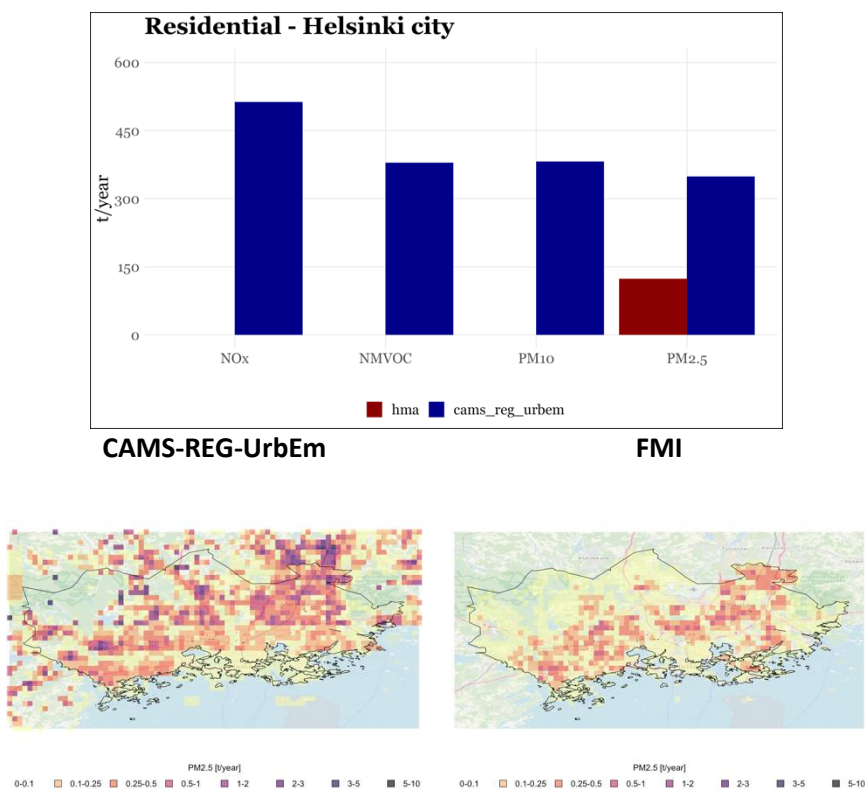 Residential - Helsinki city
t/year
600
450
300
150
0
NOx NMVOC PM10 PM2.5
hma cams_reg_urbem
CAMS-REG-UrbEm FMI
PM2.5 [t/year] PM2.5 [t/year]
0-0.1 0.1-0.25 0.25-0.5 0.5-1 1-2 2-3 3-5 5-10 0-0.1 0.1-0.25 0.25-0.5 0.5-1 1-2 2-3 3-5 5-10